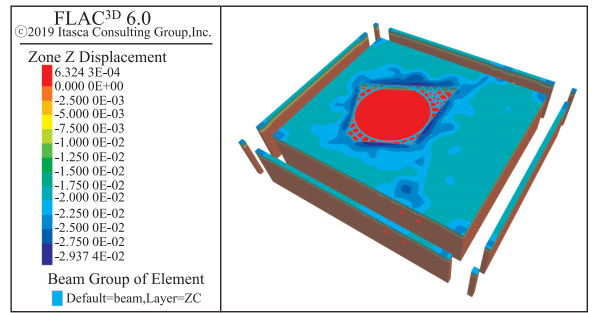 FLAC3D 6.0
©2019 Itasca Consulting Group,Inc.
Zone Z Displacement
6.324 3E-04
0.000 0E+00
-2.500 0E-03
-5.000 0E-03
-7.500 0E-03
-1.000 0E-02
-1.250 0E-02
-1.500 0E-02
-1.750 0E-02
-2.000 0E-02
-2.250 0E-02
-2.500 0E-02
-2.750 0E-02
-2.937 4E-02
Beam Group of Element
Default=beam,Layer=ZC